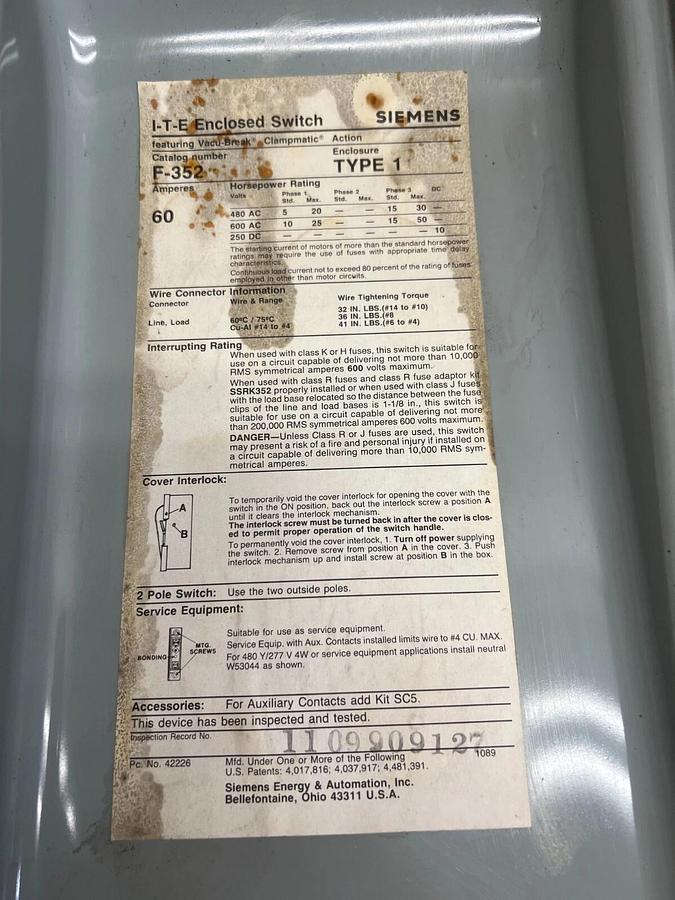 I-T-E Enclosed Switch SIEMENS
featuring Vacu-Break® Clampmatic® Action
Catalog number Enclosure
F-352 TYPE 1
Amperes Horsepower Rating
Volts Phase 1 Phase 2 Phase 3 DC
Std. Max. Std. Max. Std. Max.
60 480 AC 5 20 — — 15 30 —
600 AC 10 25 — — 15 50 —
250 DC — — — — — — 10
The starting current of motors of more than the standard horsepower
ratings may require the use of fuses with appropriate time delay
characteristics.
Continuous load current not to exceed 80 percent of the rating of fuses
employed in other than motor circuits.
Wire Connector Information
Connector Wire & Range Wire Tightening Torque
Line, Load 60°C / 75°C 32 IN. LBS.(#14 to #10)
Cu-Al #14 to #4 36 IN. LBS.(#8
41 IN. LBS.(#6 to #4)
Interrupting Rating
When used with class K or H fuses, this switch is suitable for
use on a circuit capable of delivering not more than 10,000
RMS symmetrical amperes 600 volts maximum.
When used with class R fuses and class R fuse adaptor kit
SSRK352 properly installed or when used with class J fuses
with the load base relocated so the distance between the fuse
clips of the line and load bases is 1-1/8 in., this switch is
suitable for use on a circuit capable of delivering not more
than 200,000 RMS symmetrical amperes 600 volts maximum.
DANGER—Unless Class R or J fuses are used, this switch
may present a risk of a fire and personal injury if installed on
a circuit capable of delivering more than 10,000 RMS sym-
metrical amperes.
Cover Interlock:
A
B
To temporarily void the cover interlock for opening the cover with the
switch in the ON position, back out the interlock screw a position A
until it clears the interlock mechanism.
The interlock screw must be turned back in after the cover is clos-
ed to permit proper operation of the switch handle.
To permanently void the cover interlock, 1. Turn off power supplying
the switch. 2. Remove screw from position A in the cover. 3. Push
interlock mechanism up and install screw at position B in the box.
2 Pole Switch: Use the two outside poles.
Service Equipment:
BONDING MTG. SCREWS
Suitable for use as service equipment.
Service Equip. with Aux. Contacts installed limits wire to #4 CU. MAX.
For 480 Y/277 V 4W or service equipment applications install neutral
W53044 as shown.
Accessories: For Auxiliary Contacts add Kit SC5.
This device has been inspected and tested.
Inspection Record No. 1109909127
1089
Pc. No. 42226 Mfd. Under One or More of the Following
U.S. Patents: 4,017,816; 4,037,917; 4,481,391.
Siemens Energy & Automation, Inc.
Bellefontaine, Ohio 43311 U.S.A.